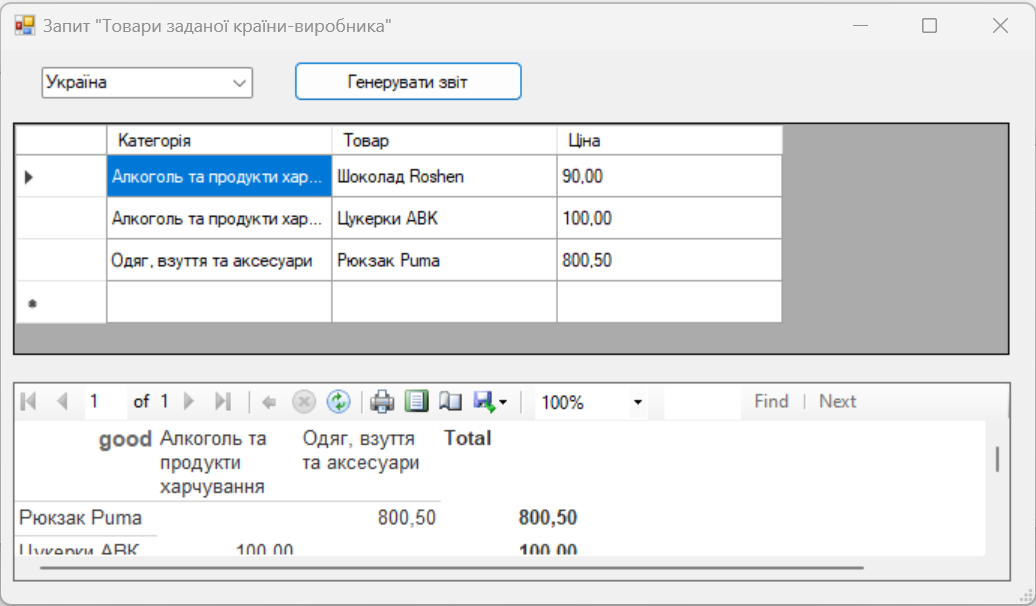 Запит "Товари заданої країни-виробника"
Україна
Генерувати звіт
Категорія Товар Ціна
Алкоголь та продукти хар... Шоколад Roshen 90,00
Алкоголь та продукти хар... Цукерки АВК 100,00
Одяг, взуття та аксесуари Рюкзак Puma 800,50
1 of 1 100% Find | Next
good Алкоголь та Одяг, взуття Total
продукти та аксесуари
харчування
Рюкзак Puma 800,50 800,50
Цукерки АВК 100,00 100,00